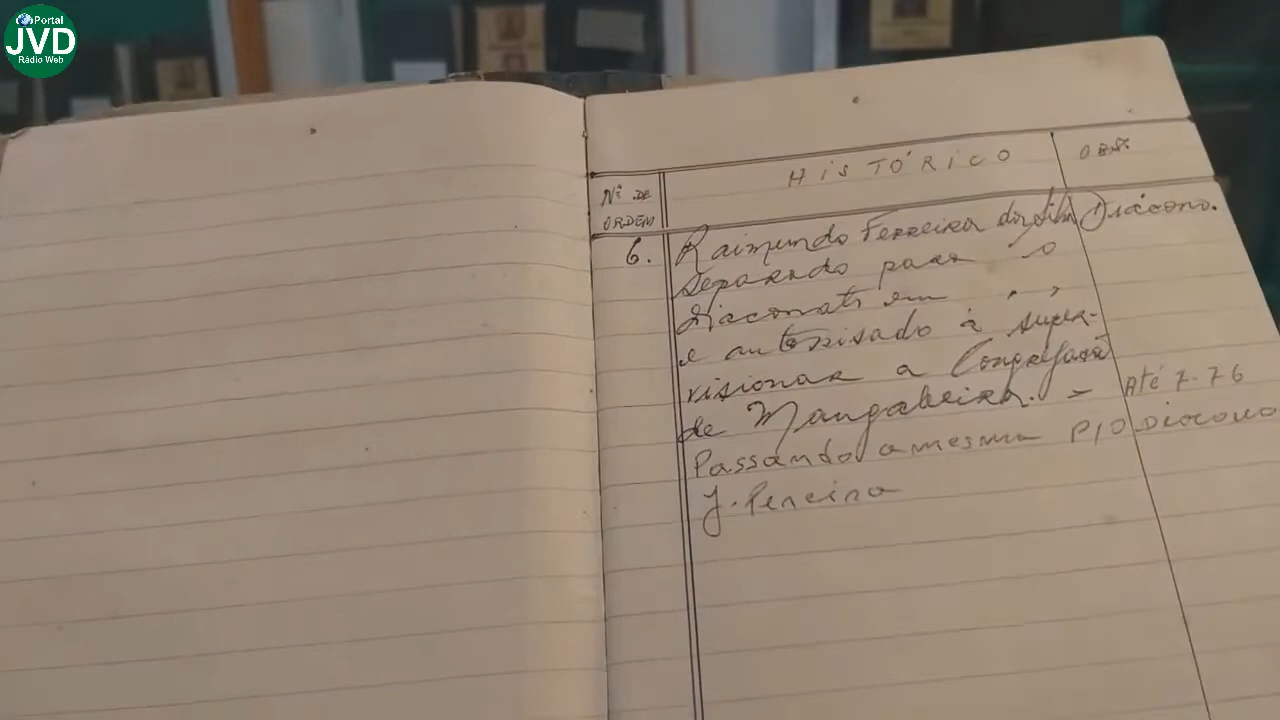 Portal
JVD
Rádio Web
HISTÓRICO
OBS:
Nº DE
ORDEM
6. Raimundo Ferreira da Silva Diácono.
Separado para o
Diaconato em , ,
e autorisado à super-
visionar a Congregação
de Mangabeira. - Até 7-76
Passando a mesma P/O DIOCONO
J. Pereira